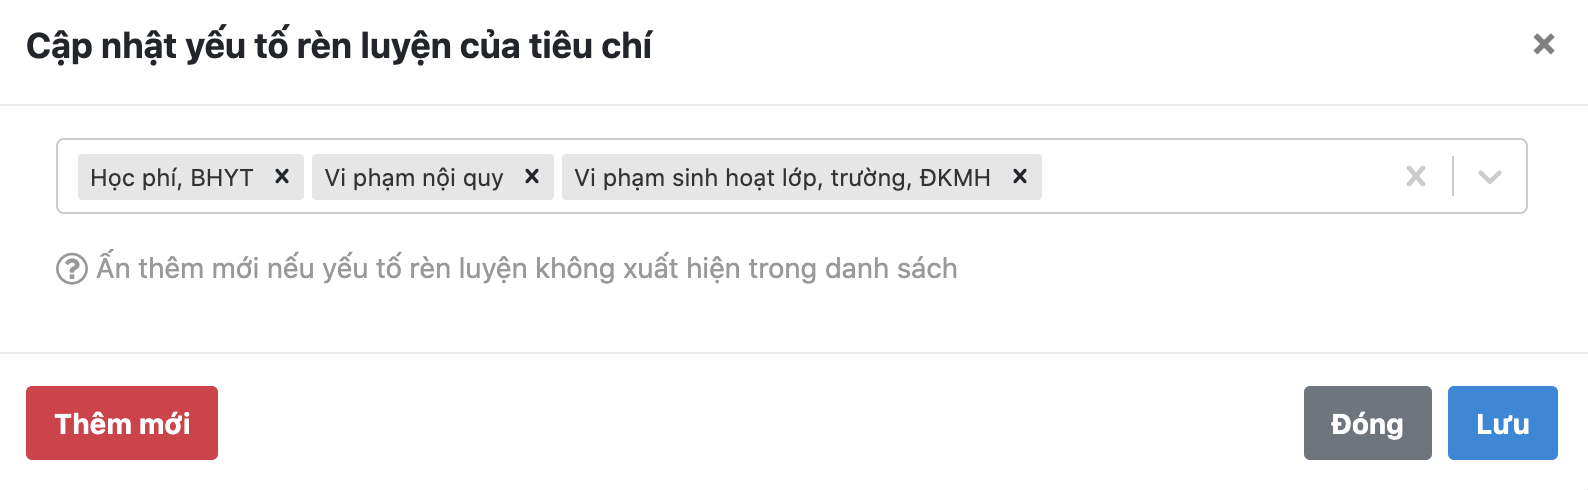 Cập nhật yếu tố rèn luyện của tiêu chí
Học phí, BHYT Vi phạm nội quy Vi phạm sinh hoạt lớp, trường, ĐKMH
Ấn thêm mới nếu yếu tố rèn luyện không xuất hiện trong danh sách
Thêm mới Đóng Lưu